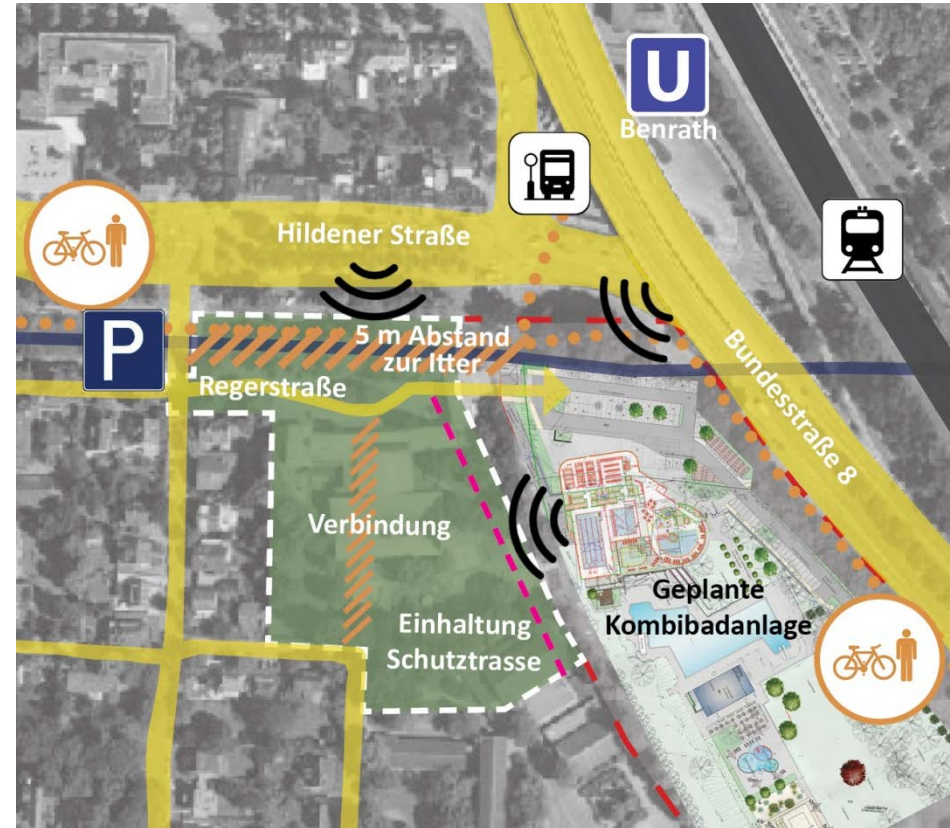 U
Benrath
Hildener Straße
P
5 m Abstand
zur Itter
Regerstraße
Bundesstraße 8
Verbindung
Geplante
Kombibadanlage
Einhaltung
Schutztrasse